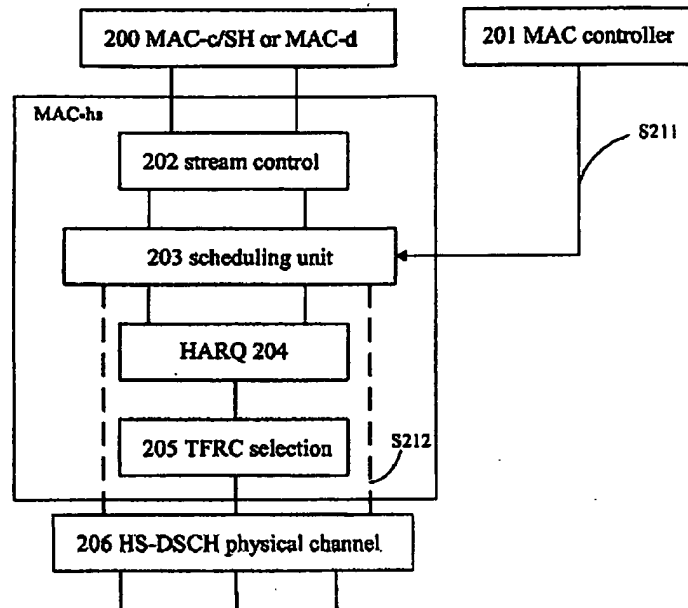 200 MAC-c/SH or MAC-d
201 MAC controller
MAC-hs
S211
202 stream control
203 scheduling unit
HARQ 204
205 TFRC selection
S212
206 HS-DSCH physical channel